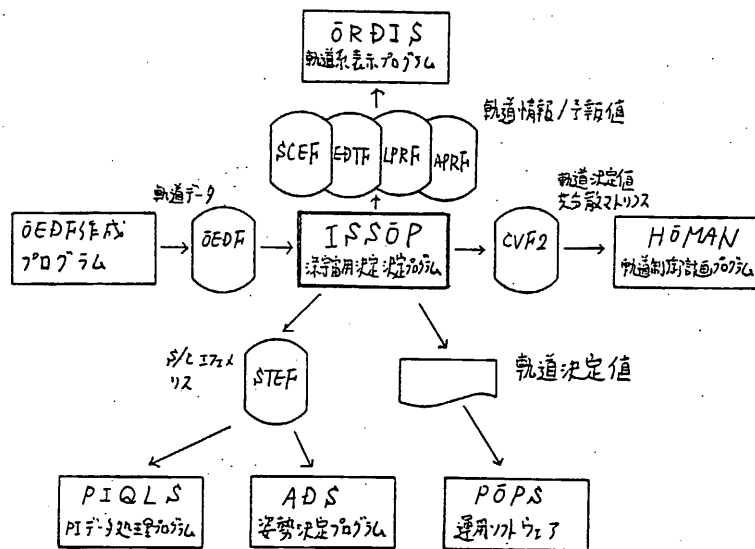 ŌRDIS
軌道系表示プログラム
軌道情報/予報値
SCEF
EDTF
LPRF
APRF
軌道データ
軌道決定値
共分散マトリクス
ŌEDF作成
プログラム
ŌEDF
ISSŌP
深宇宙用決定決定プログラム
CVF2
HŌMAN
軌道制御計画プログラム
S/Cエフェメ
リス
STEF
軌道決定値
PIQLS
PIデータ処理プログラム
ADS
姿勢決定プログラム
PŌPS
運用ソフトウェア